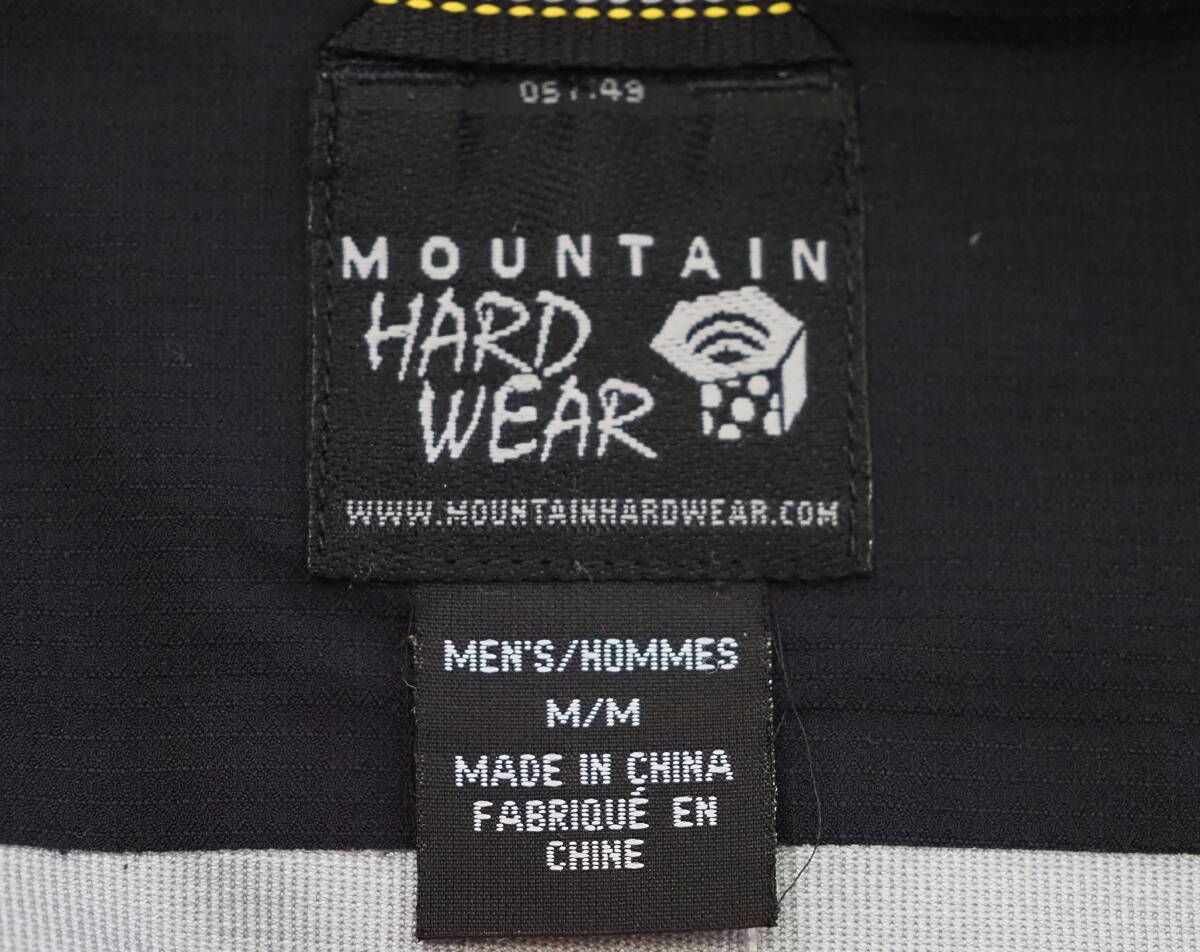 MOUNTAIN
HARD
WEAR
WWW.MOUNTAINHARDWEAR.COM
MEN'S/HOMMES
M/M
MADE IN CHINA
FABRIQUÉ EN
CHINE